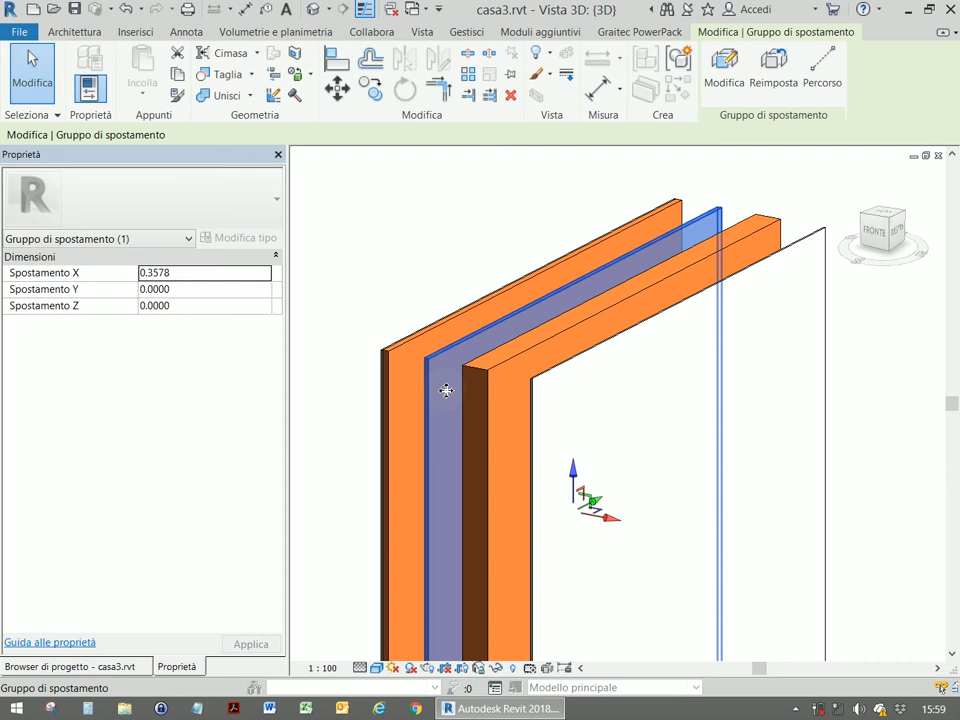 casa3.rvt - Vista 3D: {3D}
Accedi
File
Architettura
Inserisci
Annota
Volumetrie e planimetria
Collabora
Vista
Gestisci
Moduli aggiuntivi
Graitec PowerPack
Modifica | Gruppo di spostamento
Modifica
Incolla
Cimasa
Taglia
Unisci
Modifica
Reimposta
Percorso
Seleziona
Proprietà
Appunti
Geometria
Modifica
Vista
Misura
Crea
Gruppo di spostamento
Modifica | Gruppo di spostamento
Proprietà
R
Gruppo di spostamento (1)
Modifica tipo
Dimensioni
Spostamento X 0.3578
Spostamento Y 0.0000
Spostamento Z 0.0000
FRONTE
Guida alle proprietà
Applica
Browser di progetto - casa3.rvt
Proprietà
1 : 100
Gruppo di spostamento
:0
Modello principale
Autodesk Revit 2018...
15:59